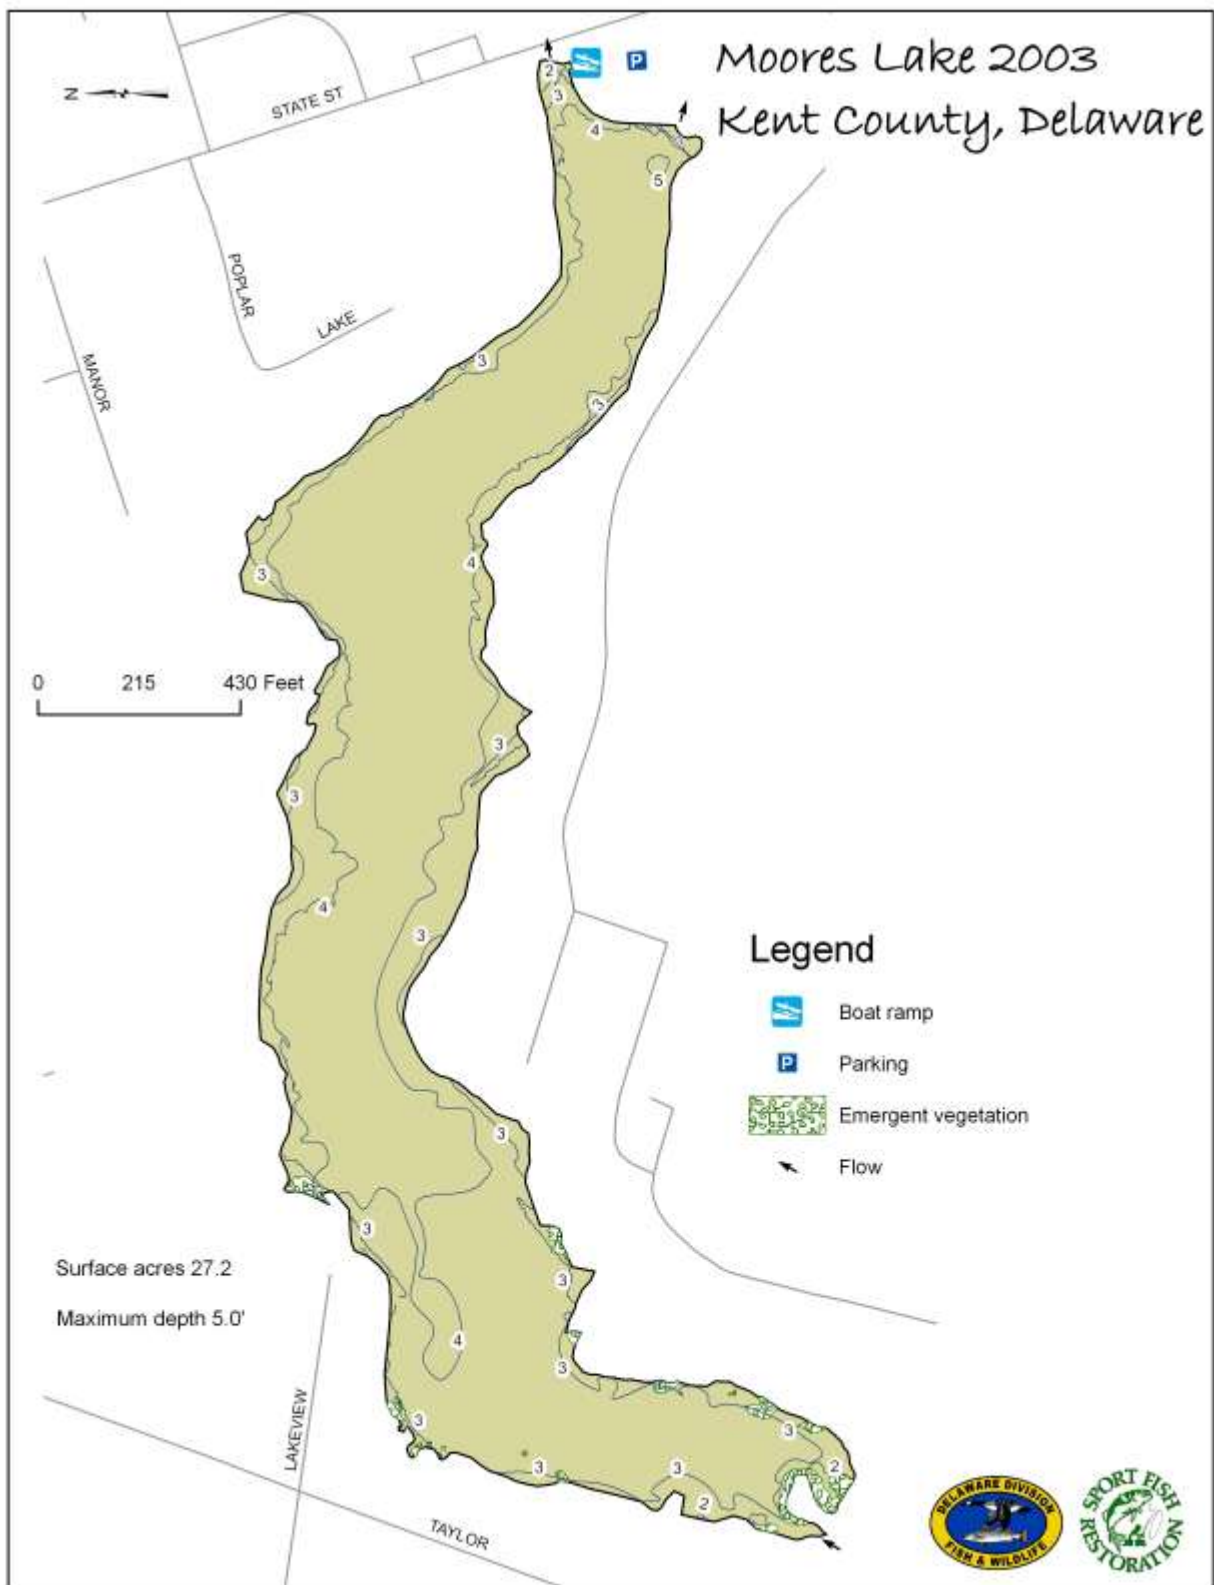 Moores Lake 2003
Kent County, Delaware
N
STATE ST
P
2
3
4
5
POPLAR
LAKE
MANOR
3
3
3
4
0 215 430 Feet
3
3
4
3
3
3
3
4
3
3
3
3
3
2
2
Surface acres 27.2
Maximum depth 5.0'
LAKEVIEW
TAYLOR
Legend
Boat ramp
P Parking
Emergent vegetation
Flow
DELAWARE DIVISION
FISH & WILDLIFE
SPORT FISH
RESTORATION